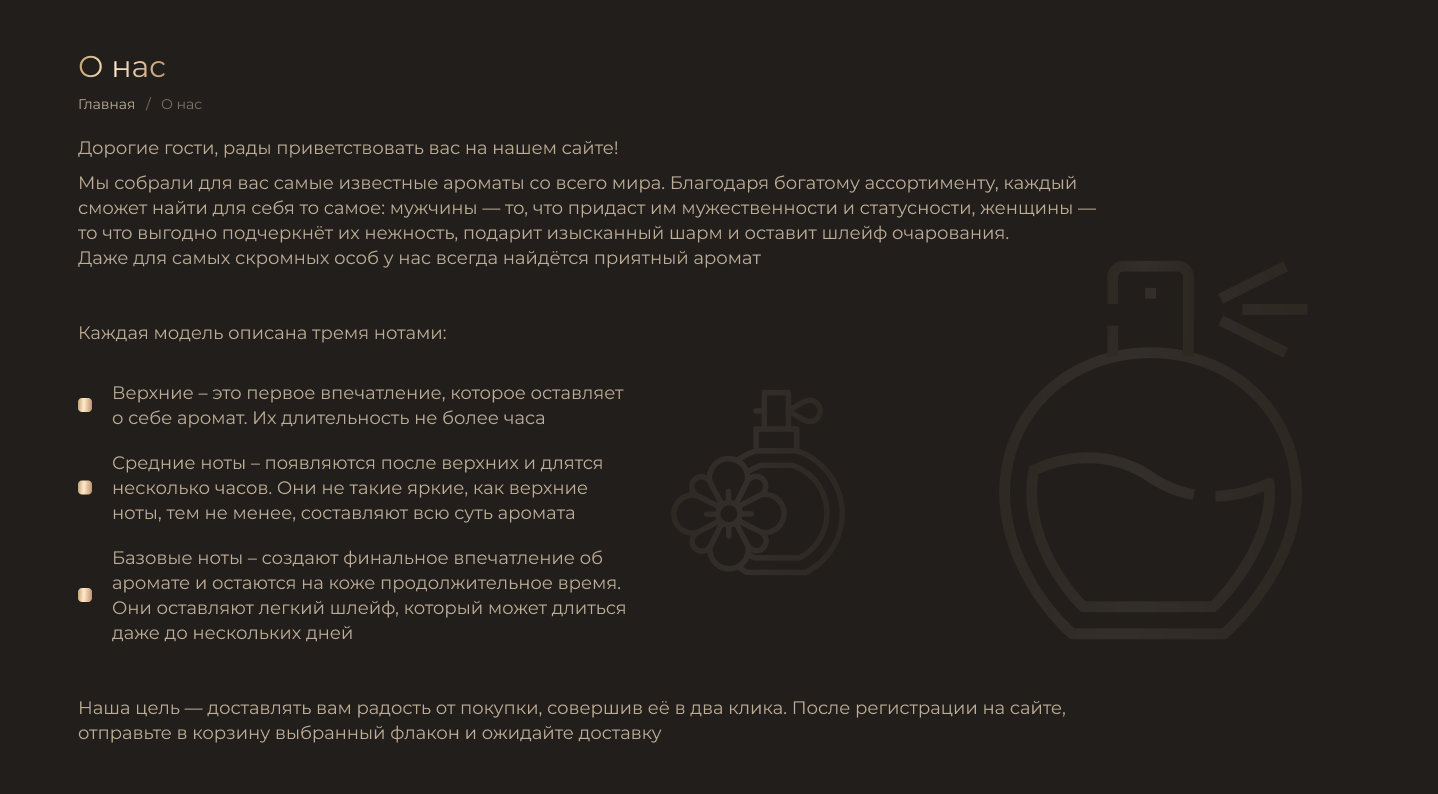 О нас
Главная / О нас
Дорогие гости, рады приветствовать вас на нашем сайте!
Мы собрали для вас самые известные ароматы со всего мира. Благодаря богатому ассортименту, каждый
сможет найти для себя то самое: мужчины — то, что придаст им мужественности и статусности, женщины —
то что выгодно подчеркнёт их нежность, подарит изысканный шарм и оставит шлейф очарования.
Даже для самых скромных особ у нас всегда найдётся приятный аромат
Каждая модель описана тремя нотами:
Верхние – это первое впечатление, которое оставляет
о себе аромат. Их длительность не более часа
Средние ноты – появляются после верхних и длятся
несколько часов. Они не такие яркие, как верхние
ноты, тем не менее, составляют всю суть аромата
Базовые ноты – создают финальное впечатление об
аромате и остаются на коже продолжительное время.
Они оставляют легкий шлейф, который может длиться
даже до нескольких дней
Наша цель — доставлять вам радость от покупки, совершив её в два клика. После регистрации на сайте,
отправьте в корзину выбранный флакон и ожидайте доставку